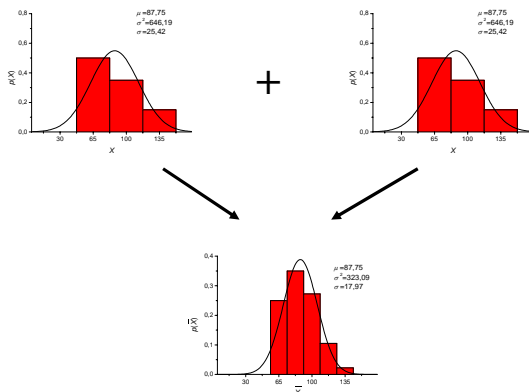 μ=87,75
σ²=646,19
σ=25,42
0,8
0,6
0,4
0,2
0,0
p(X)
30 65 100 135
X
+
μ=87,75
σ²=646,19
σ=25,42
0,8
0,6
0,4
0,2
0,0
p(X)
30 65 100 135
X
μ=87,75
σ²=323,09
σ=17,97
0,4
0,3
0,2
0,1
0,0
p(X̅)
30 65 100 135
X̅